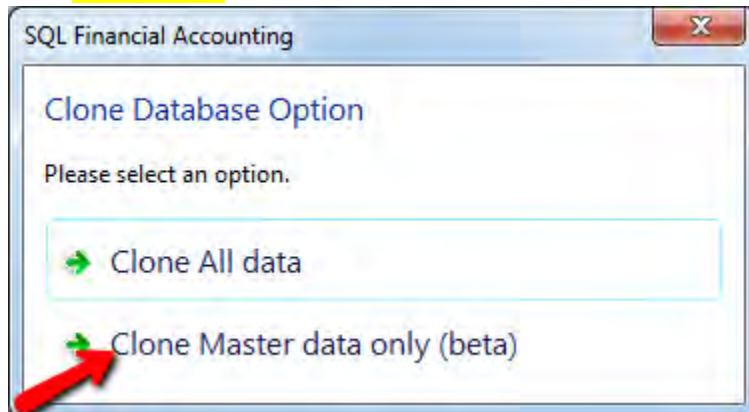 SQL Financial Accounting
Clone Database Option
Please select an option.
Clone All data
Clone Master data only (beta)